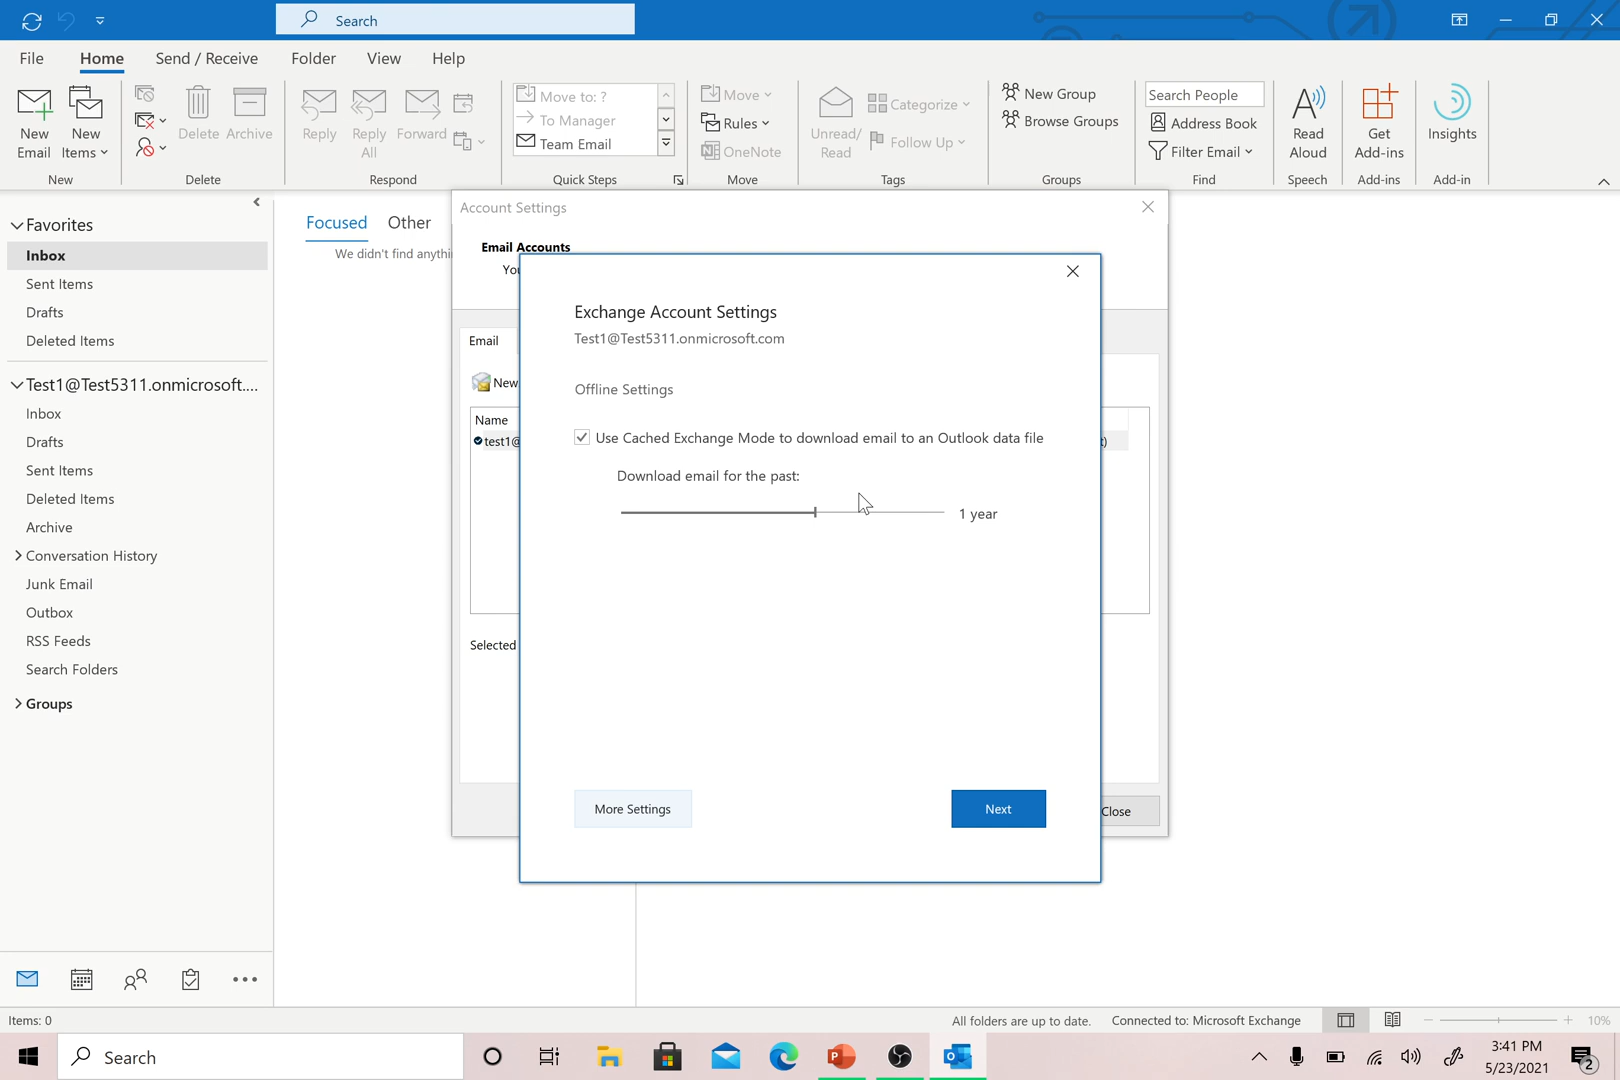 Search
File Home Send / Receive Folder View Help
New Email
New Items
Delete
Archive
Reply
Reply All
Forward
Move to: ?
To Manager
Team Email
Move
Rules
OneNote
Unread/ Read
Categorize
Follow Up
New Group
Browse Groups
Search People
Address Book
Filter Email
Read Aloud
Get Add-ins
Insights
New Delete Respond Quick Steps Move Tags Groups Find Speech Add-ins Add-in
Favorites
Inbox
Sent Items
Drafts
Deleted Items
Test1@Test5311.onmicrosoft....
Inbox
Drafts
Sent Items
Deleted Items
Archive
Conversation History
Junk Email
Outbox
RSS Feeds
Search Folders
Groups
Focused Other
We didn't find anythi
Account Settings
Email Accounts
You
Email
New
Name
test1@
t)
Selected
Close
Exchange Account Settings
Test1@Test5311.onmicrosoft.com
Offline Settings
Use Cached Exchange Mode to download email to an Outlook data file
Download email for the past:
1 year
More Settings
Next
Items: 0
All folders are up to date.
Connected to: Microsoft Exchange
10%
Search
3:41 PM
5/23/2021
2